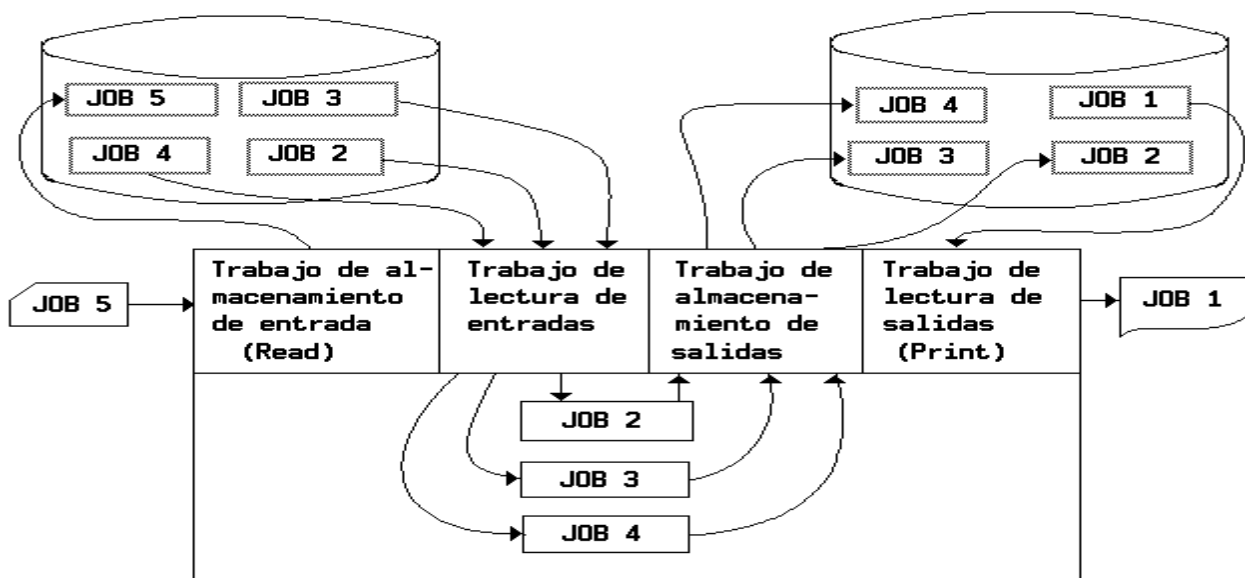 JOB 5
JOB 3
JOB 4
JOB 2
JOB 4
JOB 1
JOB 3
JOB 2
JOB 5
Trabajo de al-
macenamiento
de entrada
(Read)
Trabajo de
lectura de
entradas
Trabajo de
almacena-
miento de
salidas
Trabajo de
lectura de
salidas
(Print)
JOB 1
JOB 2
JOB 3
JOB 4